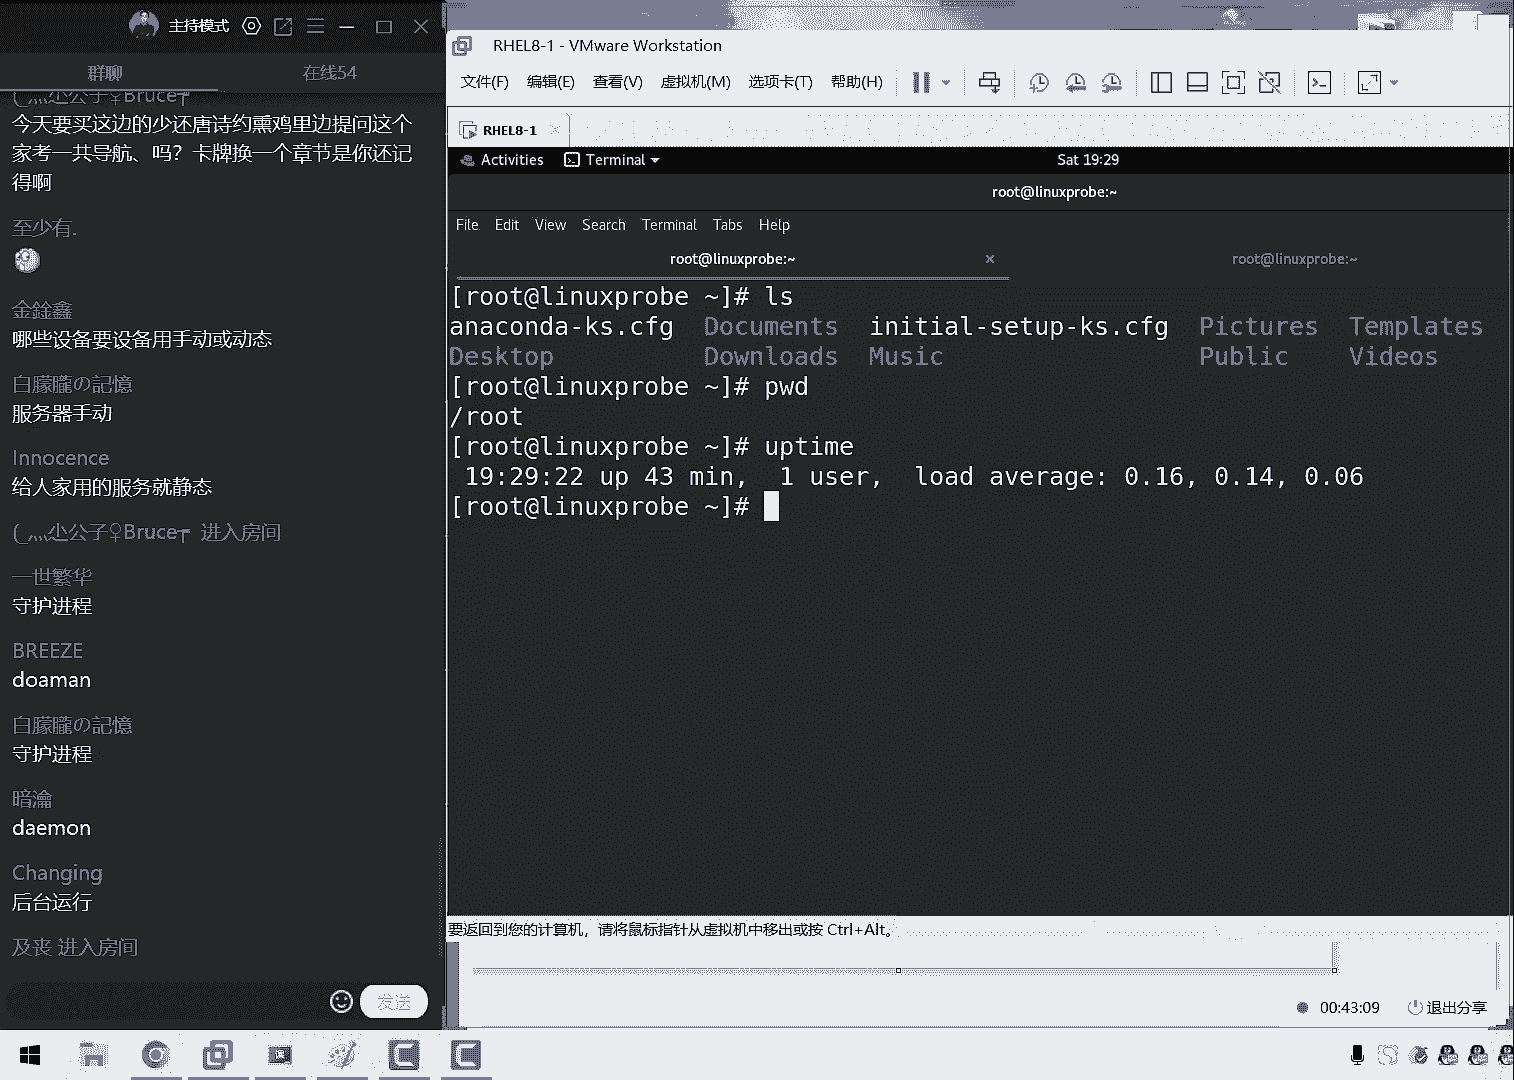 主持模式
群聊
在线54
公子♀Bruce
今天要买这边的少还唐诗约熏鸡里边提问这个
家考一共导航、吗？卡牌换一个章节是你还记
得啊
至少有.
金銓鑫
哪些设备要设备用手动或动态
白朦朧の記憶
服务器手动
Innocence
给人家用的服务就静态
公子♀Bruce 进入房间
一世繁华
守护进程
BREEZE
doaman
白朦朧の記憶
守护进程
暗瀹
daemon
Changing
后台运行
及丧 进入房间
发送
RHEL8-1 - VMware Workstation
文件(F) 编辑(E) 查看(V) 虚拟机(M) 选项卡(T) 帮助(H)
RHEL8-1
Activities Terminal Sat 19:29
root@linuxprobe:~
File Edit View Search Terminal Tabs Help
root@linuxprobe:~ × root@linuxprobe:~
[root@linuxprobe ~]# ls
anaconda-ks.cfg Documents initial-setup-ks.cfg Pictures Templates
Desktop Downloads Music Public Videos
[root@linuxprobe ~]# pwd
/root
[root@linuxprobe ~]# uptime
19:29:22 up 43 min, 1 user, load average: 0.16, 0.14, 0.06
[root@linuxprobe ~]#
要返回到您的计算机，请将鼠标指针从虚拟机中移出或按 Ctrl+Alt。
00:43:09 退出分享